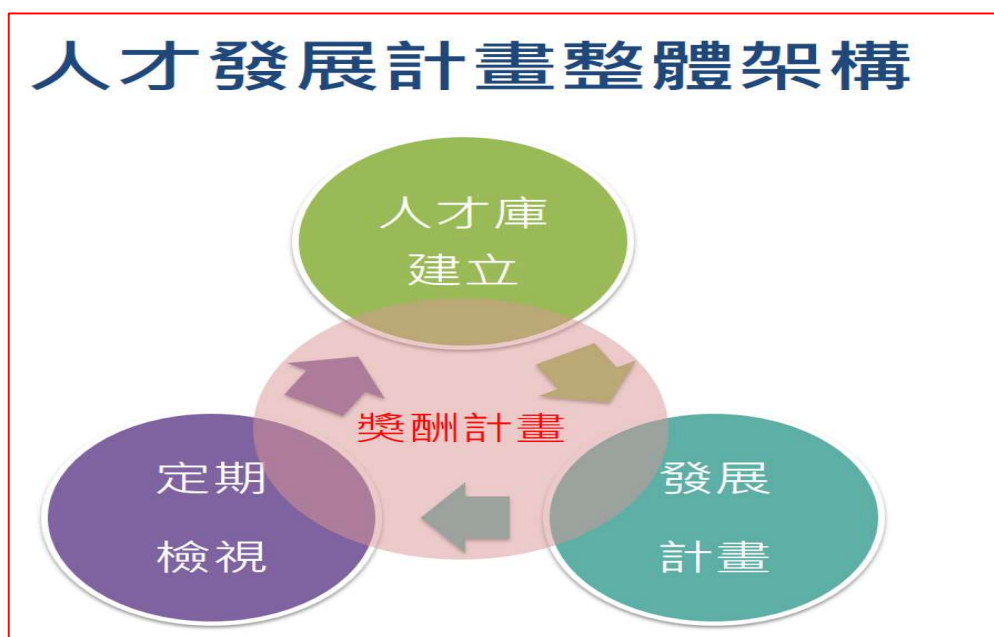 人才發展計畫整體架構
人才庫
建立
獎酬計畫
定期
檢視
發展
計畫